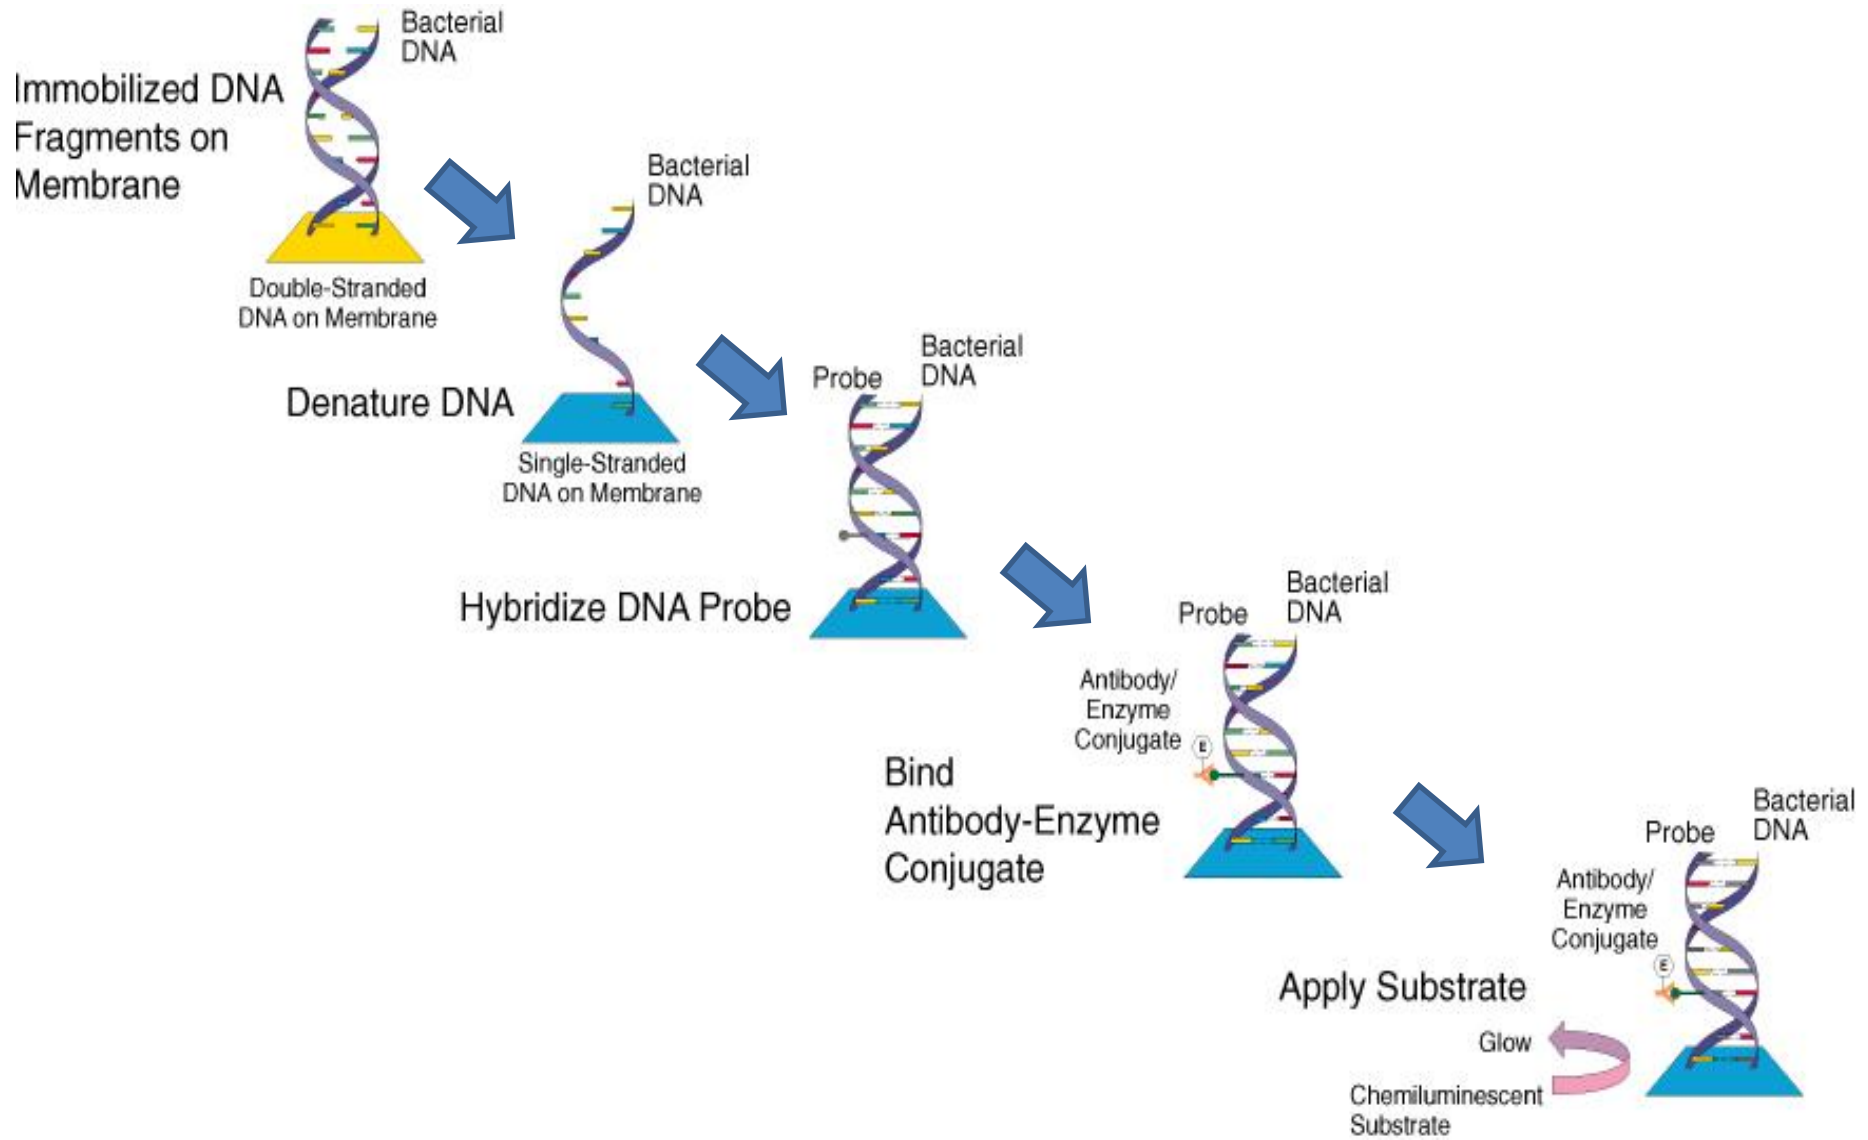 Bacterial
DNA
Immobilized DNA
Fragments on
Membrane
Double-Stranded
DNA on Membrane
Bacterial
DNA
Denature DNA
Single-Stranded
DNA on Membrane
Probe
Bacterial
DNA
Hybridize DNA Probe
Probe
Bacterial
DNA
Antibody/
Enzyme
Conjugate
E
Bind
Antibody-Enzyme
Conjugate
Probe
Bacterial
DNA
Antibody/
Enzyme
Conjugate
E
Apply Substrate
Glow
Chemiluminescent
Substrate